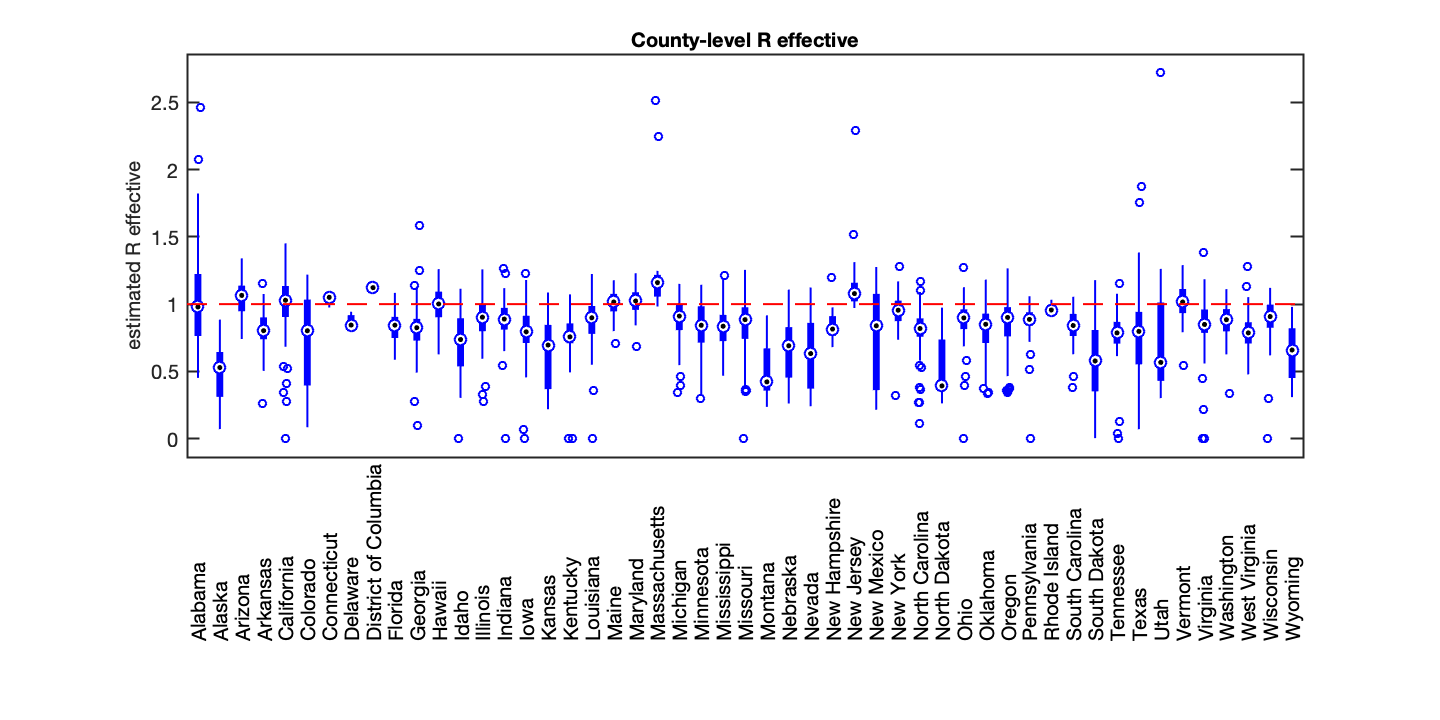 County-level R effective
estimated R effective
2.5
2
1.5
1
0.5
0
Alabama
Alaska
Arizona
Arkansas
California
Colorado
Connecticut
Delaware
District of Columbia
Florida
Georgia
Hawaii
Idaho
Illinois
Indiana
Iowa
Kansas
Kentucky
Louisiana
Maine
Maryland
Massachusetts
Michigan
Minnesota
Mississippi
Missouri
Montana
Nebraska
Nevada
New Hampshire
New Jersey
New Mexico
New York
North Carolina
North Dakota
Ohio
Oklahoma
Oregon
Pennsylvania
Rhode Island
South Carolina
South Dakota
Tennessee
Texas
Utah
Vermont
Virginia
Washington
West Virginia
Wisconsin
Wyoming